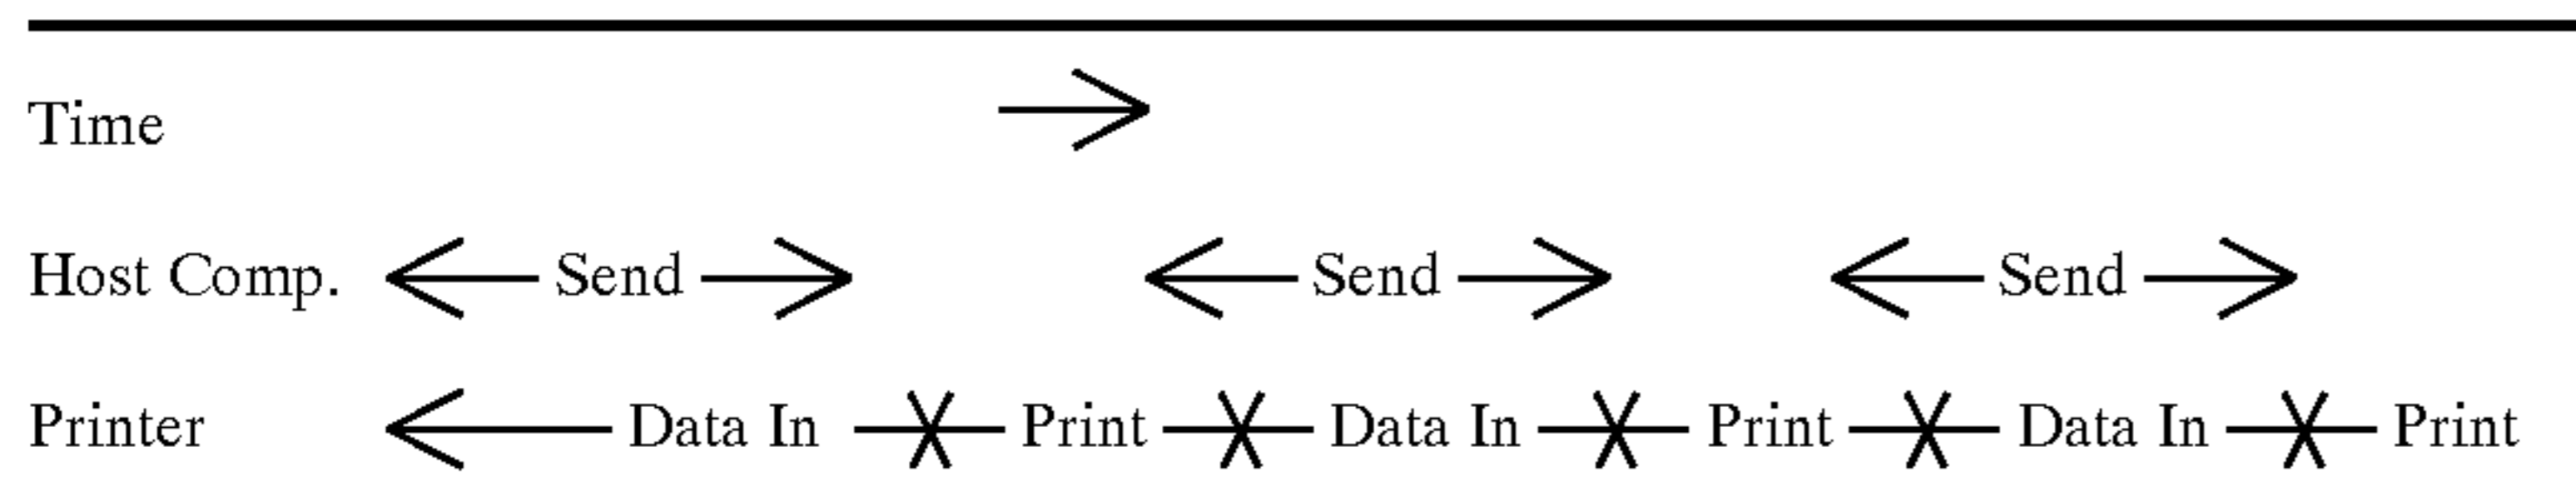 Time
Host Comp. Send Send Send
Printer Data In Print Data In Print Data In Print